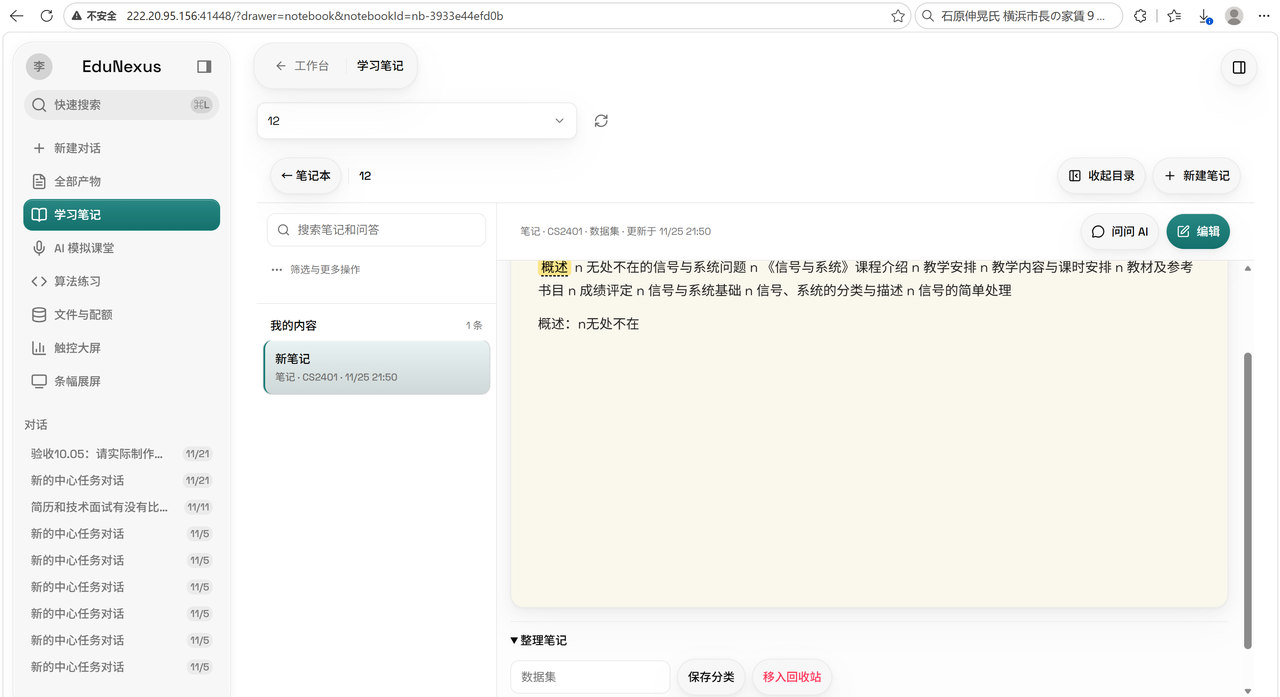 不安全 222.20.95.156:41448/?drawer=notebook&notebookId=nb-3933e44efd0b
石原伸晃氏 横浜市長の家賃９...
李 EduNexus
快速搜索 ⌘L
新建对话
全部产物
学习笔记
AI 模拟课堂
算法练习
文件与配额
触控大屏
条幅展屏
对话
验收10.05：请实际制作... 11/21
新的中心任务对话 11/21
简历和技术面试有没有比... 11/11
新的中心任务对话 11/5
新的中心任务对话 11/5
新的中心任务对话 11/5
新的中心任务对话 11/5
新的中心任务对话 11/5
新的中心任务对话 11/5
← 工作台 学习笔记
12
← 笔记本 12
收起目录
+ 新建笔记
搜索笔记和问答
··· 筛选与更多操作
我的内容 1 条
新笔记
笔记 · CS2401 · 11/25 21:50
笔记 · CS2401 · 数据集 · 更新于 11/25 21:50
问问 AI
编辑
概述 n 无处不在的信号与系统问题 n 《信号与系统》课程介绍 n 教学安排 n 教学内容与课时安排 n 教材及参考
书目 n 成绩评定 n 信号与系统基础 n 信号、系统的分类与描述 n 信号的简单处理
概述：n无处不在
▼整理笔记
数据集
保存分类
移入回收站